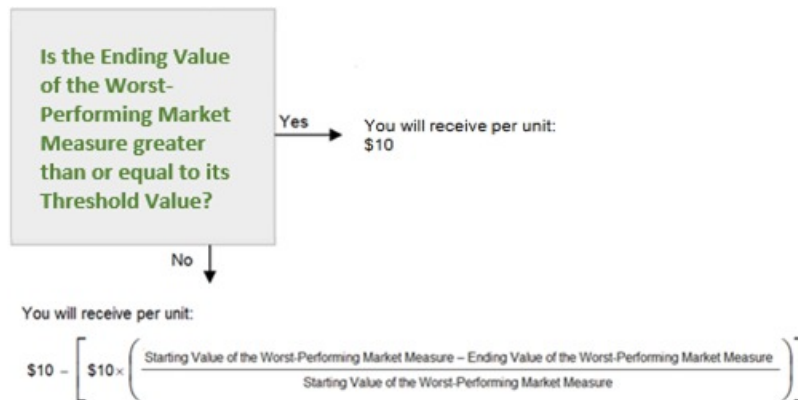 Is the Ending Value
of the Worst-
Performing Market
Measure greater
than or equal to its
Threshold Value?
Yes
You will receive per unit:
$10
No
You will receive per unit:
$10 – [ $10× ( Starting Value of the Worst-Performing Market Measure – Ending Value of the Worst-Performing Market Measure
Starting Value of the Worst-Performing Market Measure ) ]